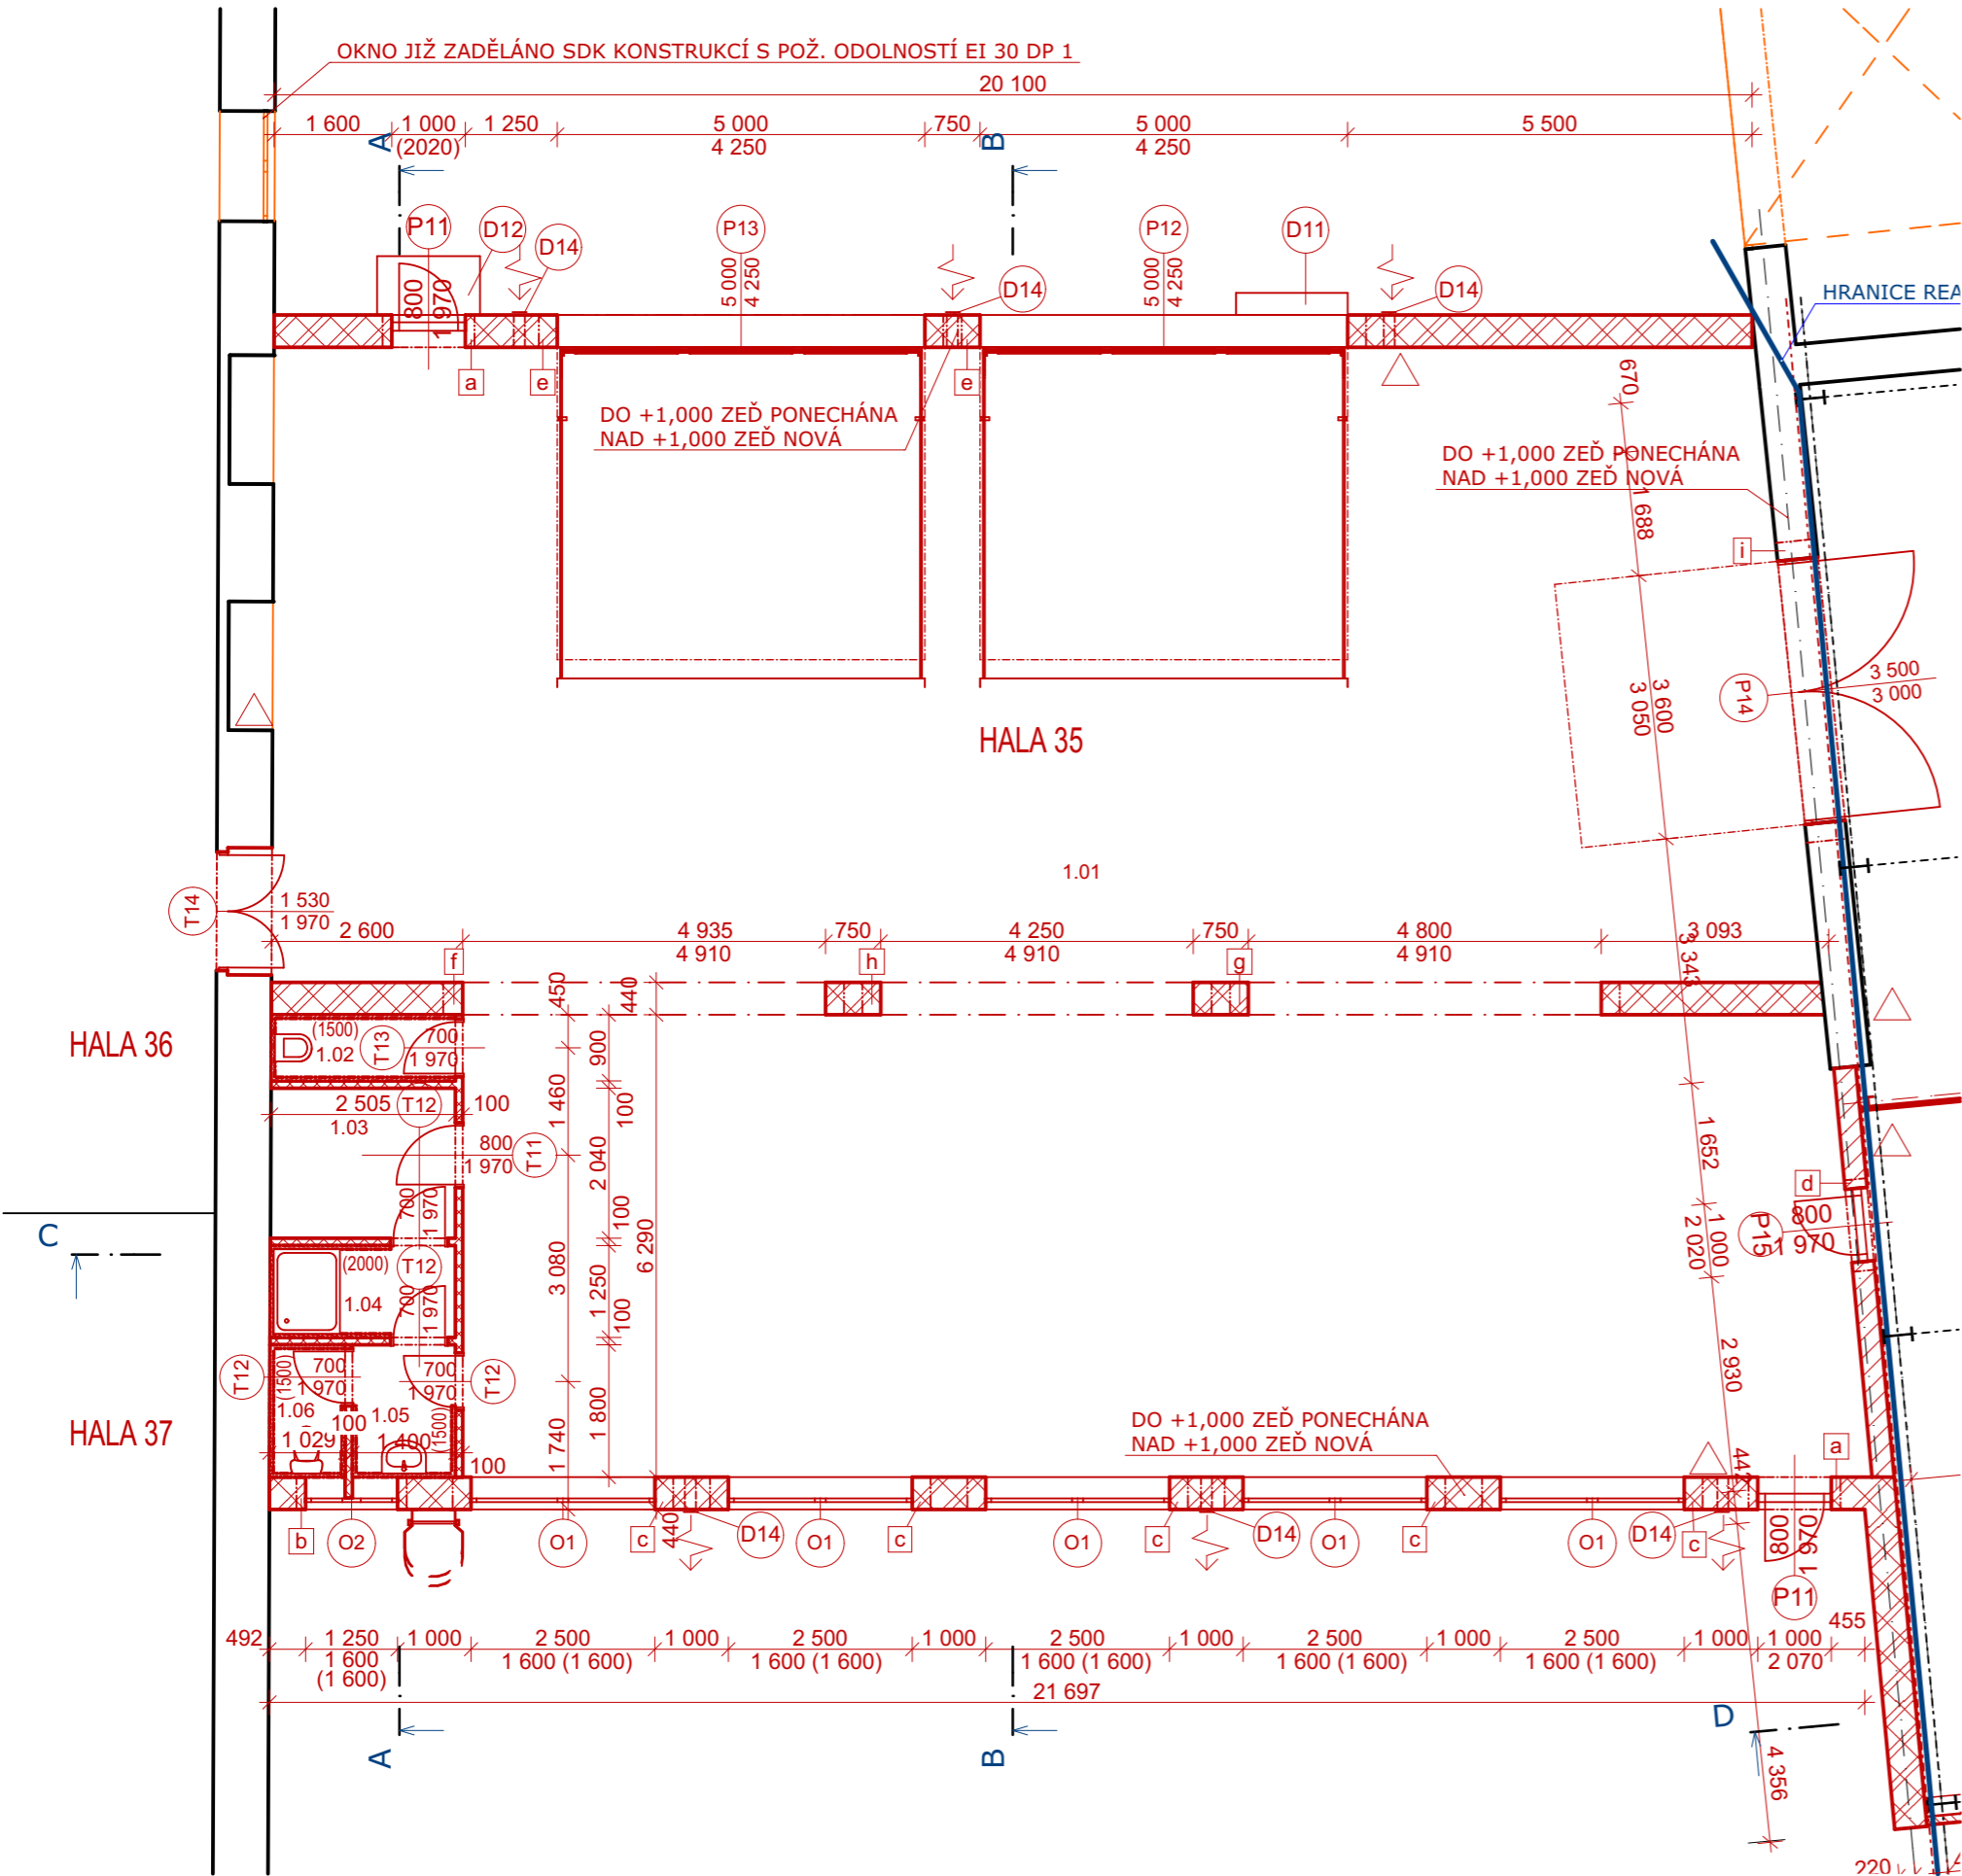 OKNO JIŽ ZADĚLÁNO SDK KONSTRUKCÍ S POŽ. ODOLNOSTÍ EI 30 DP 1
20 100
1 600
1 000
(2020)
1 250
5 000
4 250
750
5 000
4 250
5 500
A
B
P11
D12
D14
P13
P12
D11
D14
D14
800
1 970
5 000
4 250
5 000
4 250
HRANICE REA
a
e
e
DO +1,000 ZEĎ PONECHÁNA
NAD +1,000 ZEĎ NOVÁ
670
DO +1,000 ZEĎ PONECHÁNA
NAD +1,000 ZEĎ NOVÁ
1 688
i
3 600
3 050
P14
3 500
3 000
HALA 35
1.01
T14
1 530
1 970
2 600
4 935
4 910
750
4 250
4 910
750
4 800
4 910
3 093
3 343
f
h
g
450
440
HALA 36
(1500)
1.02
T13
700
1 970
900
1 460
100
2 505
T12
100
1.03
800
1 970
T11
2 040
1 652
d
700
1 970
100
6 290
1 000
2 020
P15
800
1 970
C
(2000)
T12
1.04
700
1 970
3 080
1 250
100
2 930
T12
(1500)
700
1 970
700
1 970
T12
1.06
100
1.05
(1500)
1 029
1 400
100
1 800
1 740
HALA 37
DO +1,000 ZEĎ PONECHÁNA
NAD +1,000 ZEĎ NOVÁ
442
a
b
O2
O1
c
440
D14
O1
c
O1
c
D14
O1
c
O1
D14
c
800
1 970
P11
492
1 250
1 600
(1 600)
1 000
2 500
1 600 (1 600)
1 000
2 500
1 600 (1 600)
1 000
2 500
1 600 (1 600)
1 000
2 500
1 600 (1 600)
1 000
2 500
1 600 (1 600)
1 000
1 000
2 070
455
21 697
A
B
D
4 356
220